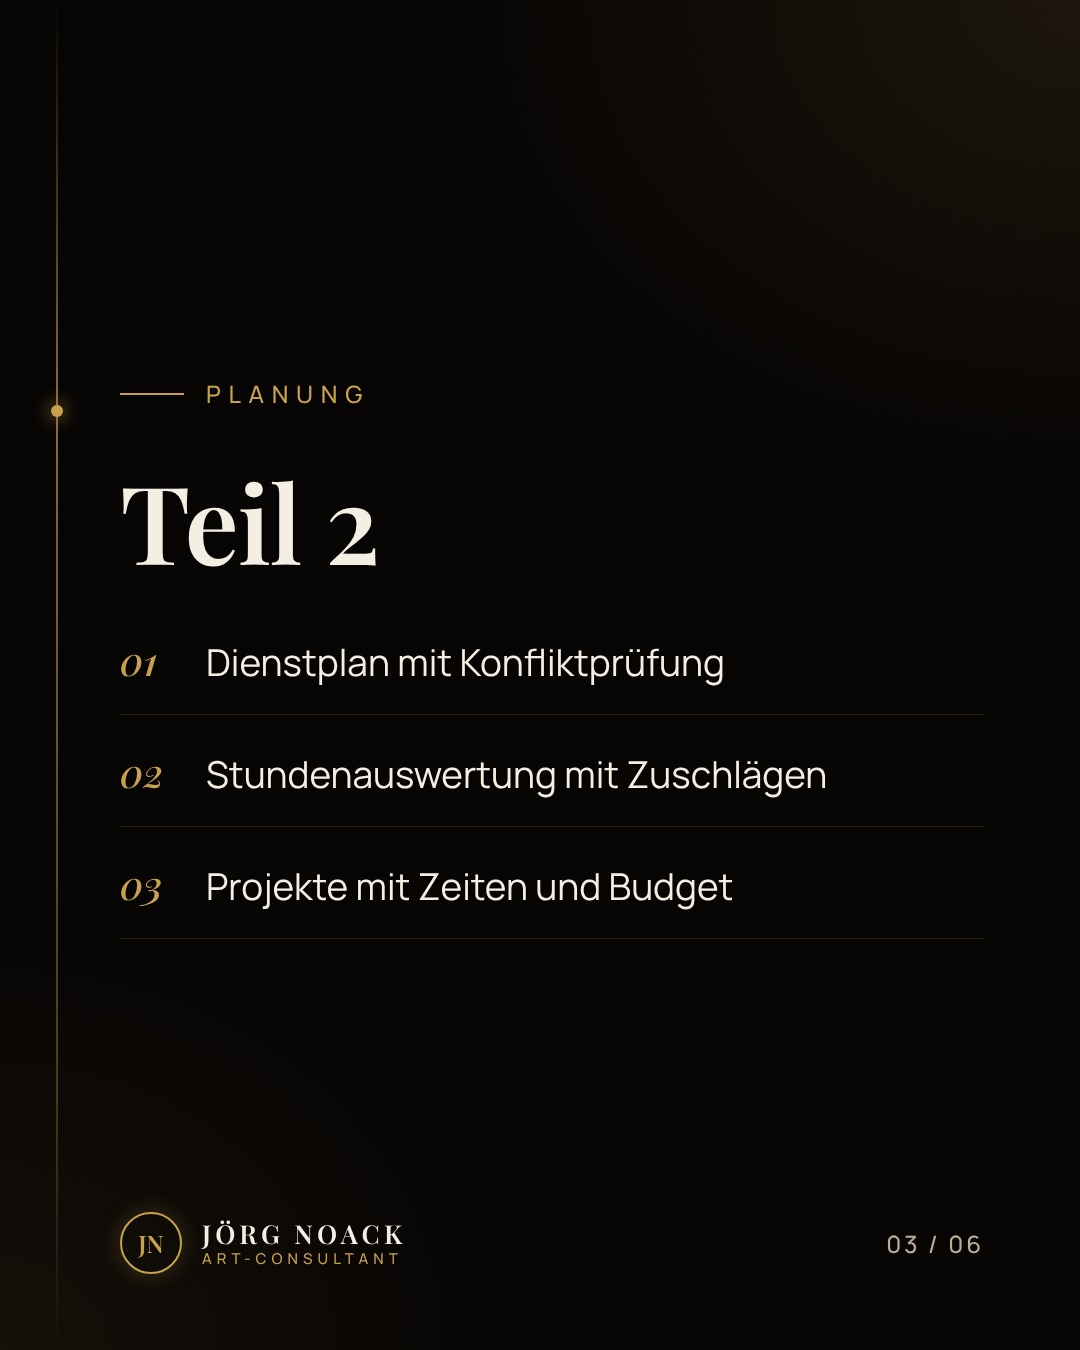 PLANUNG
Teil 2
01 Dienstplan mit Konfliktprüfung
02 Stundenauswertung mit Zuschlägen
03 Projekte mit Zeiten und Budget
JN
JÖRG NOACK
ART-CONSULTANT
03 / 06